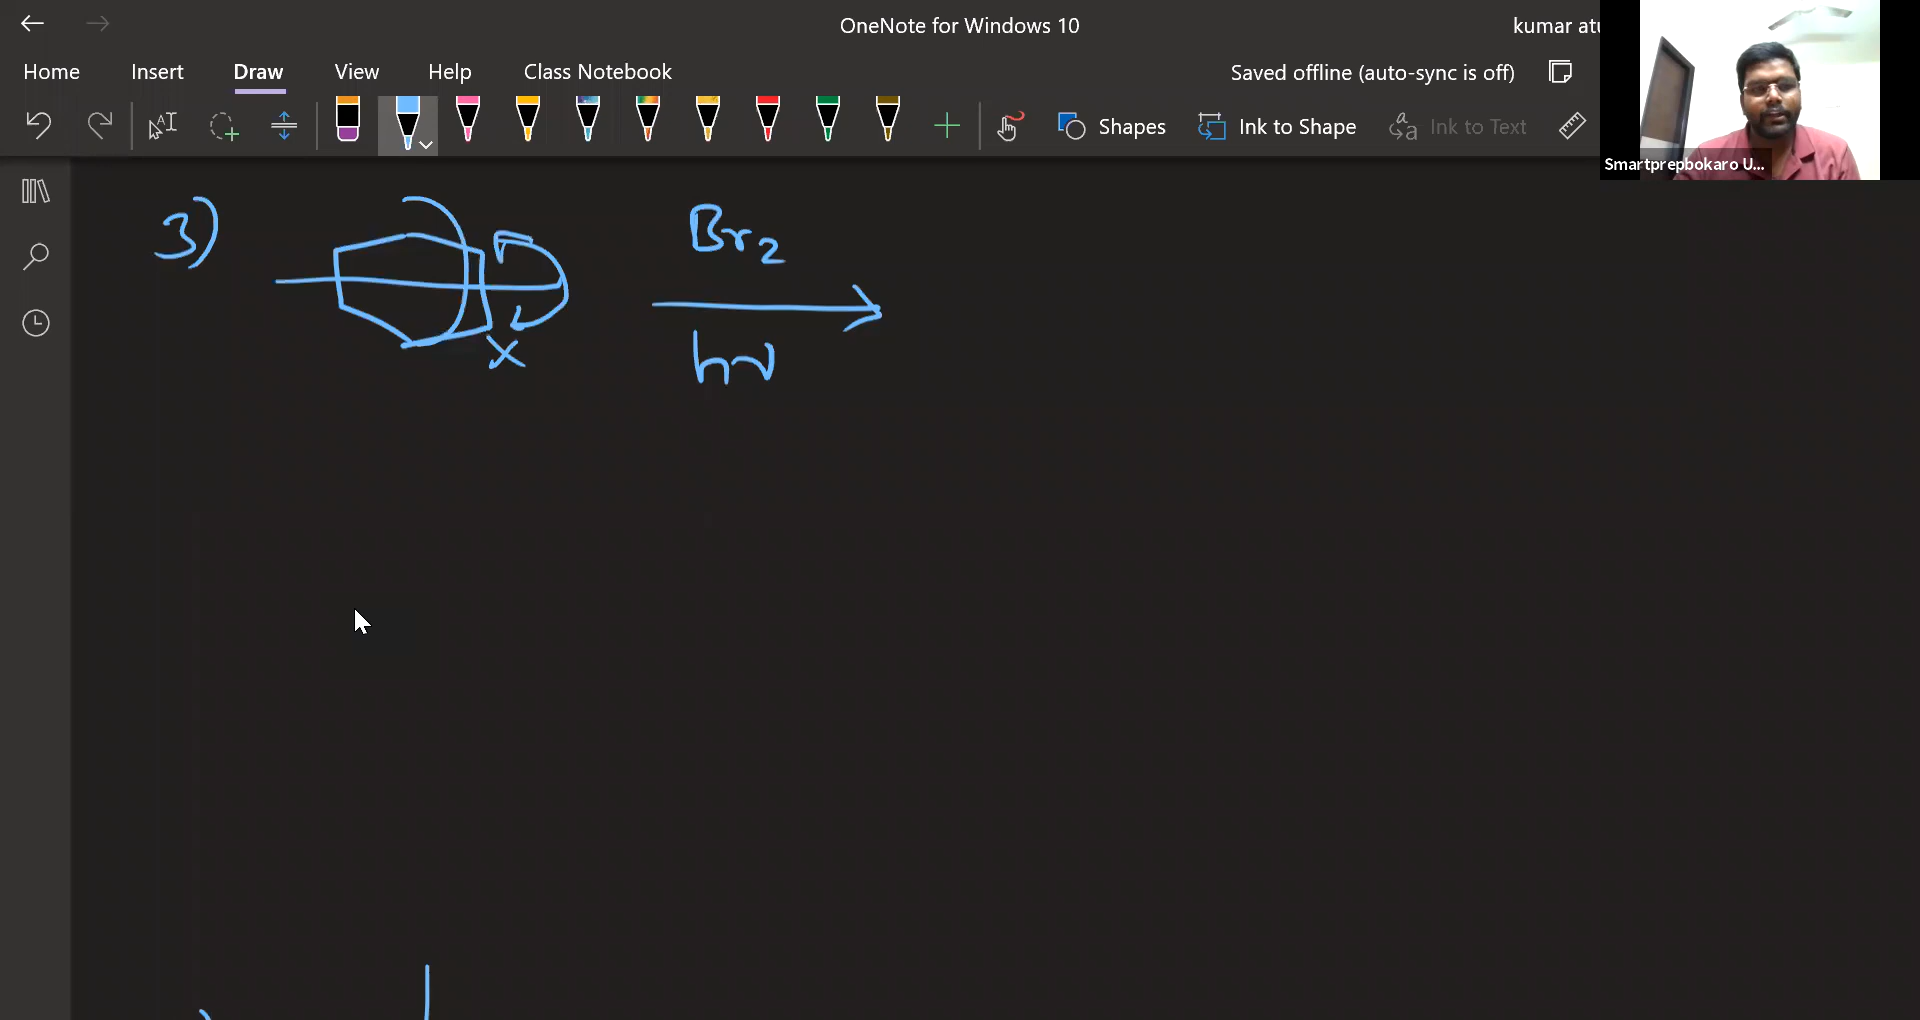 OneNote for Windows 10
Home Insert Draw View Help Class Notebook
Saved offline (auto-sync is off)
Shapes Ink to Shape Ink to Text
Smartprepbokaro U...
3)
Br2
hν
x
kumar